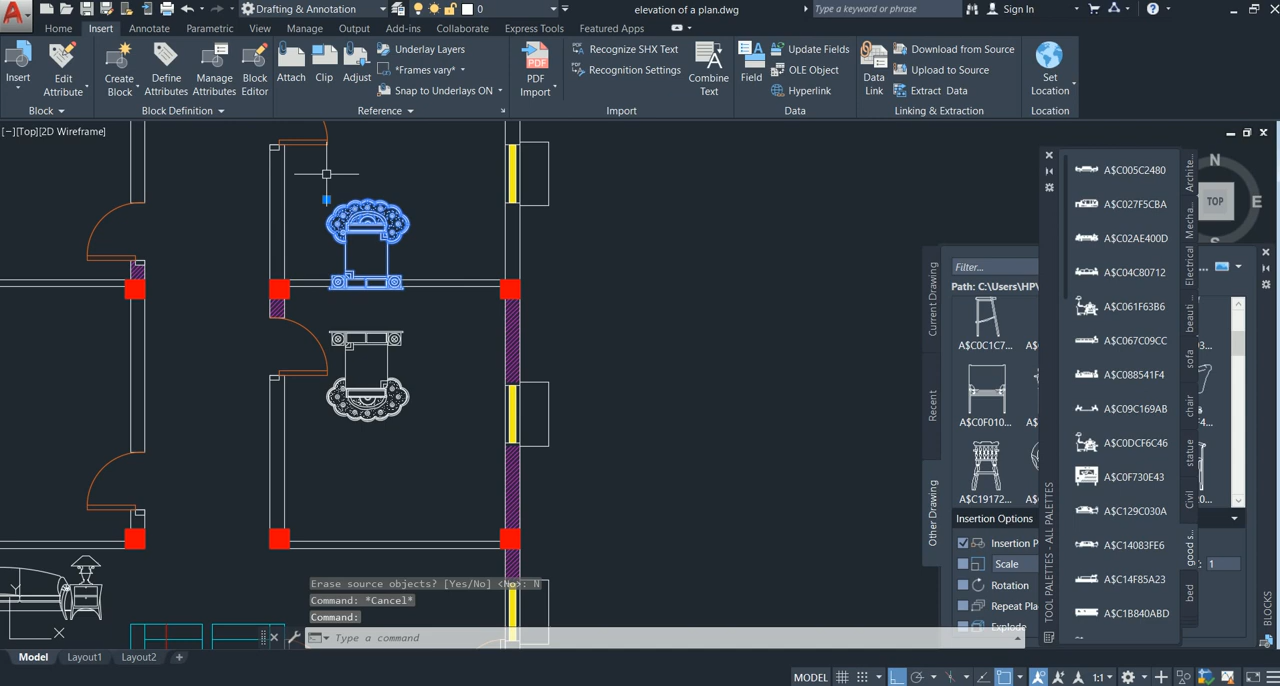 A Drafting & Annotation 0 elevation of a plan.dwg Type a keyword or phrase Sign In ?
Home Insert Annotate Parametric View Manage Output Add-ins Collaborate Express Tools Featured Apps
Insert
Edit Attribute
Create Block
Define Attributes
Manage Attributes
Block Editor
Attach
Clip
Adjust
Underlay Layers
*Frames vary*
Snap to Underlays ON
PDF Import
Recognize SHX Text
Recognition Settings
Combine Text
Field
Update Fields
OLE Object
Hyperlink
Data Link
Download from Source
Upload to Source
Extract Data
Set Location
Block Block Definition Reference Import Data Linking & Extraction Location
[−][Top][2D Wireframe]
N
TOP
E
S
A$C005C2480
A$C027F5CBA
A$C02AE400D
A$C04C80712
A$C061F63B6
A$C067C09CC
A$C088541F4
A$C09C169AB
A$C0DCF6C46
A$C0F730E43
A$C129C030A
A$C14083FE6
A$C14F85A23
A$C1B840ABD
Archite...
Mecha...
Electrical
beauti...
sofa
chair
statue
Civil
good s...
bed
TOOL PALETTES - ALL PALETTES
Current Drawing
Recent
Other Drawing
Filter...
Path: C:\Users\HP\
A$C0C1C7...
A$C0F010...
A$C19172...
Insertion Options
Insertion P
Scale
: 1
Rotation
Repeat Pla
Explode
BLOCKS
Erase source objects? [Yes/No] <No>: N
Command: *Cancel*
Command:
Type a command
Model Layout1 Layout2 +
MODEL 1:1